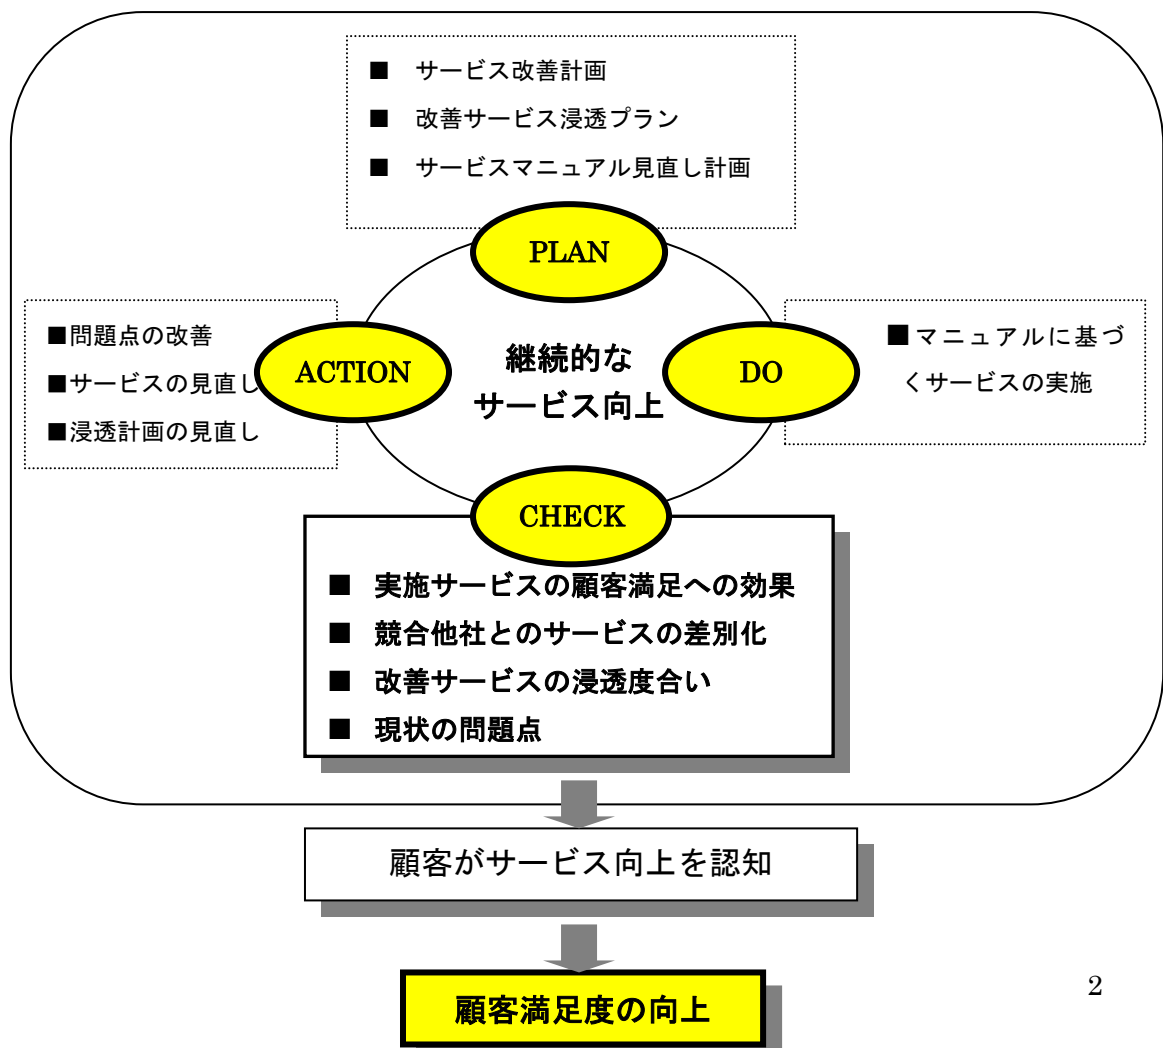 ■ サービス改善計画
■ 改善サービス浸透プラン
■ サービスマニュアル見直し計画
PLAN
■問題点の改善
■サービスの見直し
■浸透計画の見直し
ACTION
継続的な
サービス向上
DO
■マニュアルに基づ
くサービスの実施
CHECK
■ 実施サービスの顧客満足への効果
■ 競合他社とのサービスの差別化
■ 改善サービスの浸透度合い
■ 現状の問題点
顧客がサービス向上を認知
顧客満足度の向上
2